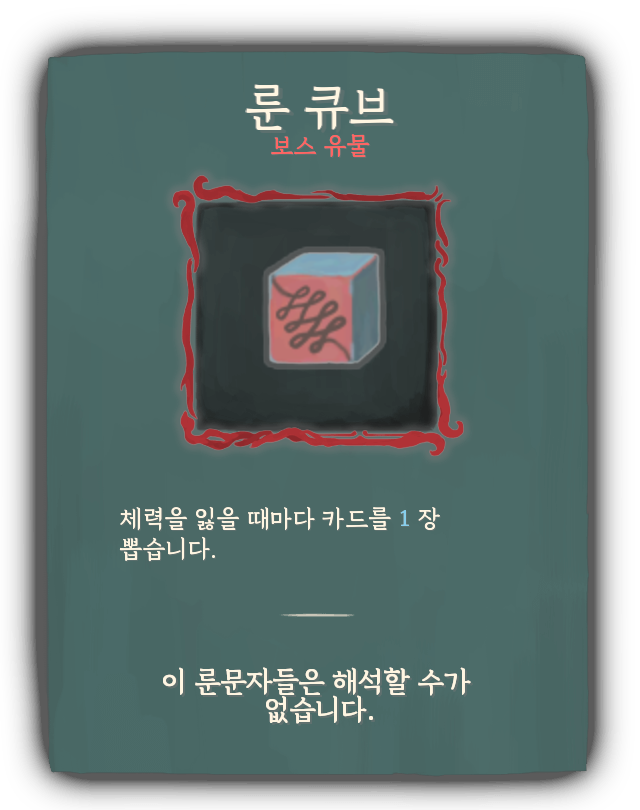 룬 큐브
보스 유물
체력을 잃을 때마다 카드를 1 장
뽑습니다.
이 룬문자들은 해석할 수가
없습니다.